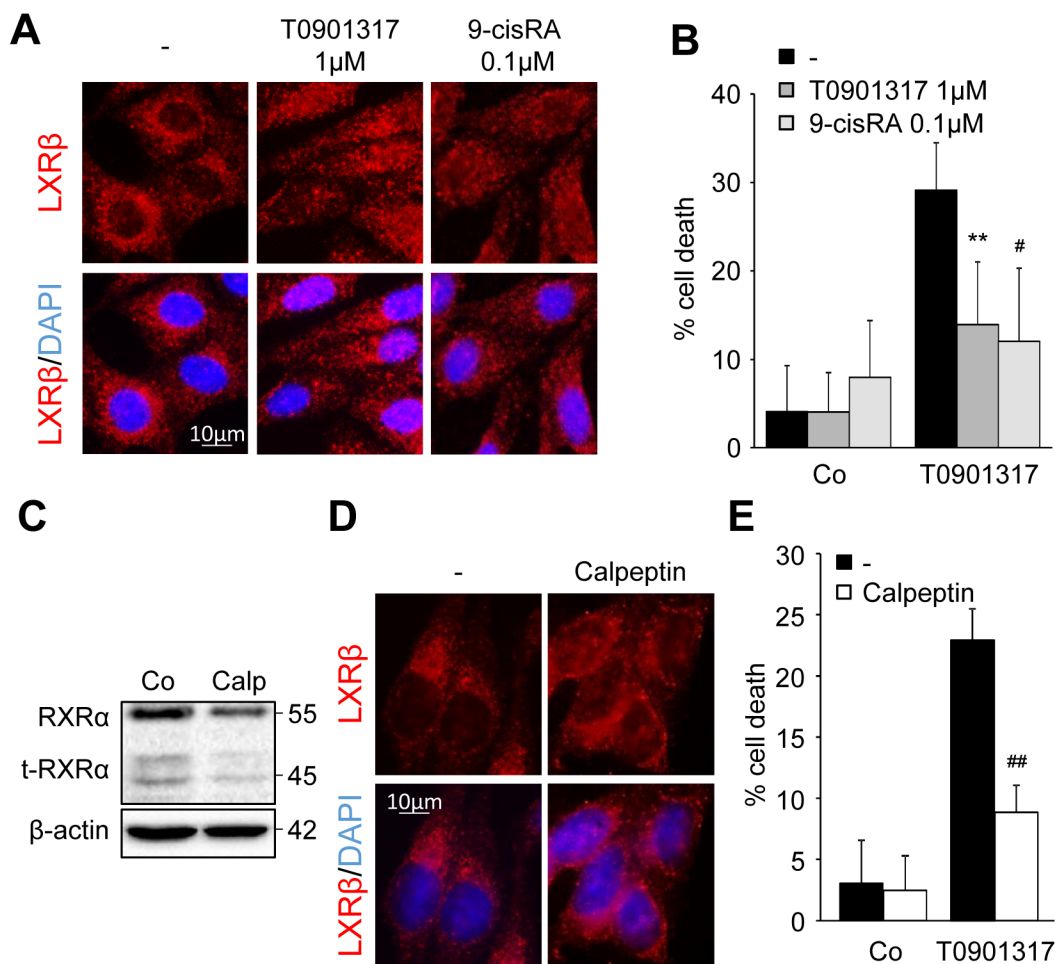 A
-
T0901317
1µM
9-cisRA
0.1µM
LXRβ
LXRβ/DAPI
10µm
B
-
T0901317 1µM
9-cisRA 0.1µM
% cell death
40
30
20
10
0
**
#
Co
T0901317
C
Co
Calp
RXRα
55
t-RXRα
45
β-actin
42
D
-
Calpeptin
LXRβ
LXRβ/DAPI
10µm
E
-
Calpeptin
% cell death
30
25
20
15
10
5
0
##
Co
T0901317